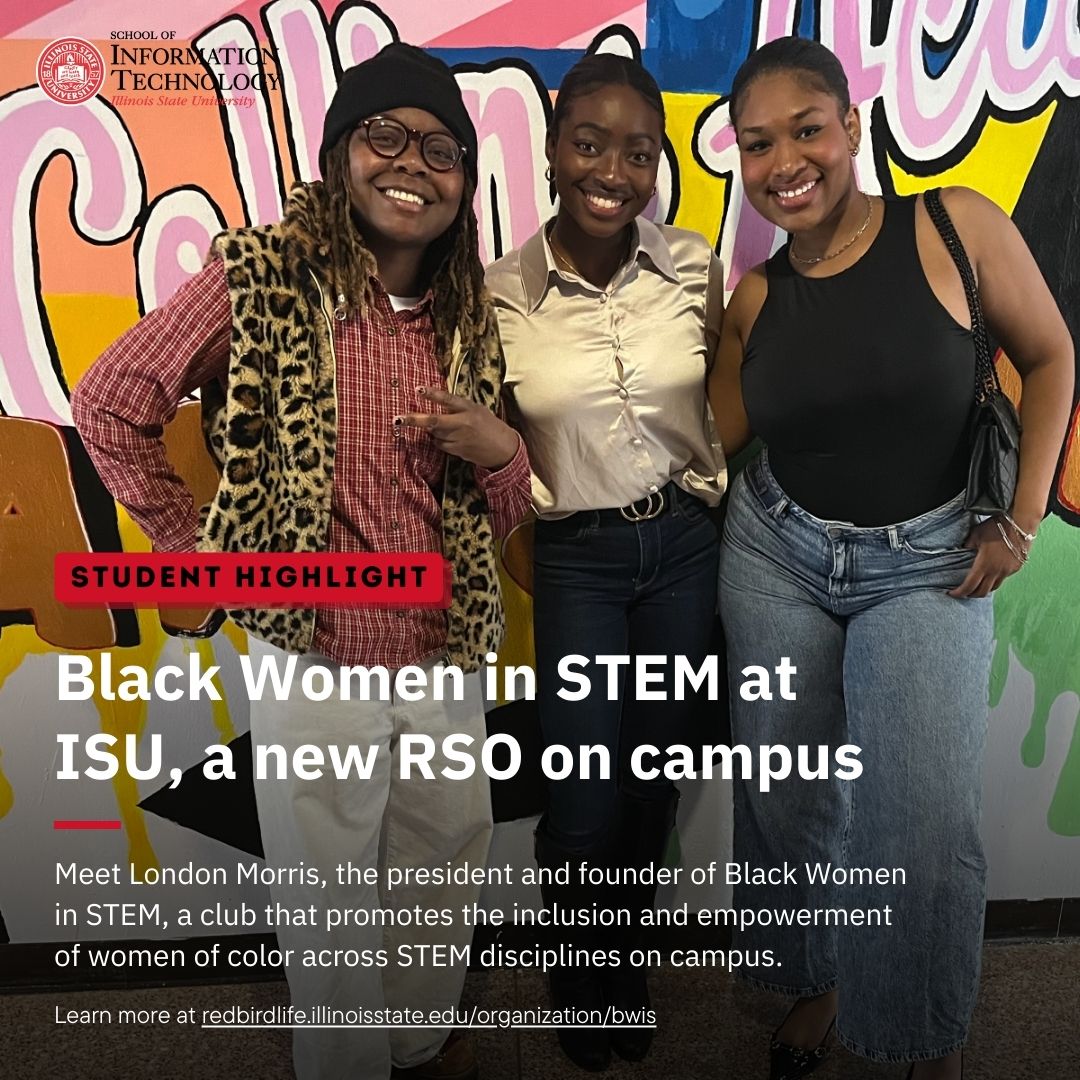 SCHOOL OF
INFORMATION
TECHNOLOGY
Illinois State University
ILLINOIS STATE
18 57
UNIVERSITY
STUDENT HIGHLIGHT
Black Women in STEM at
ISU, a new RSO on campus
Meet London Morris, the president and founder of Black Women
in STEM, a club that promotes the inclusion and empowerment
of women of color across STEM disciplines on campus.
Learn more at redbirdlife.illinoisstate.edu/organization/bwis